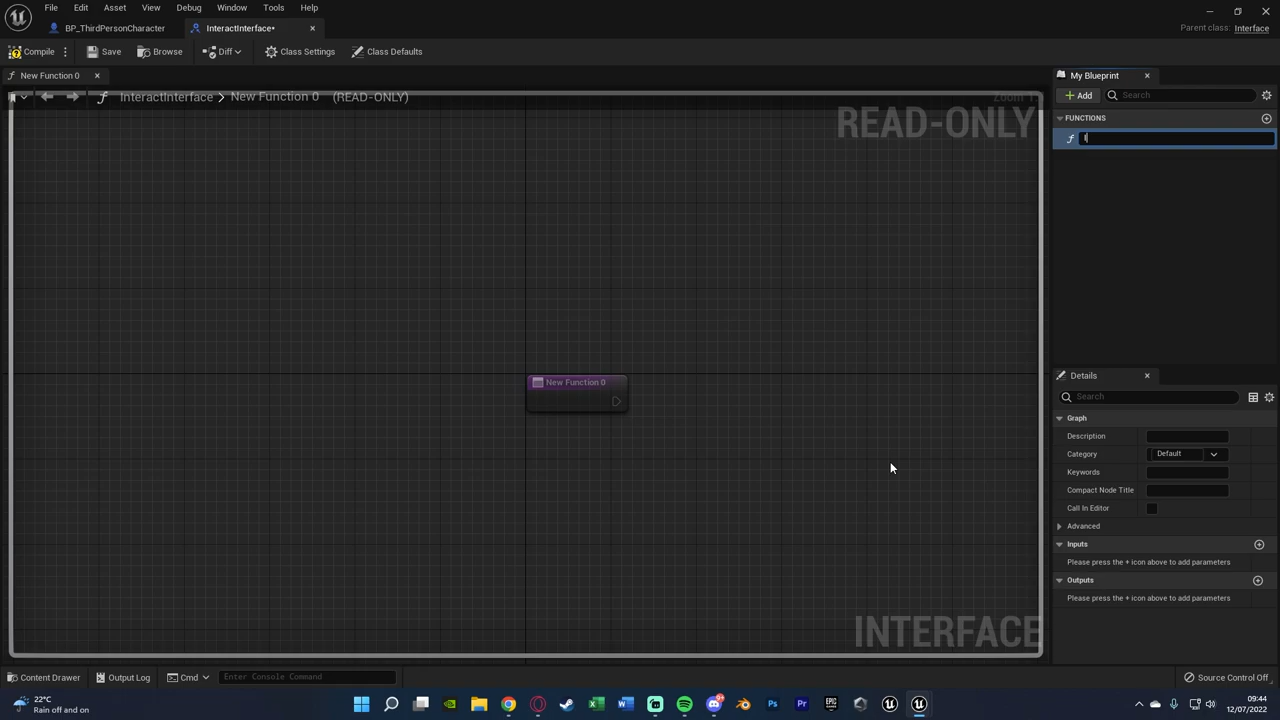 File Edit Asset View Debug Window Tools Help
BP_ThirdPersonCharacter InteractInterface•
Parent class: Interface
Compile Save Browse Diff Class Settings Class Defaults
New Function 0
My Blueprint
InteractInterface New Function 0 (READ-ONLY)
Add Search
READ-ONLY
FUNCTIONS
I
New Function 0
Details
Search
Graph
Description
Category Default
Keywords
Compact Node Title
Call In Editor
Advanced
Inputs
Please press the + icon above to add parameters
Outputs
Please press the + icon above to add parameters
INTERFACE
Content Drawer Output Log Cmd Enter Console Command Source Control Off
22°C
Rain off and on
09:44
12/07/2022